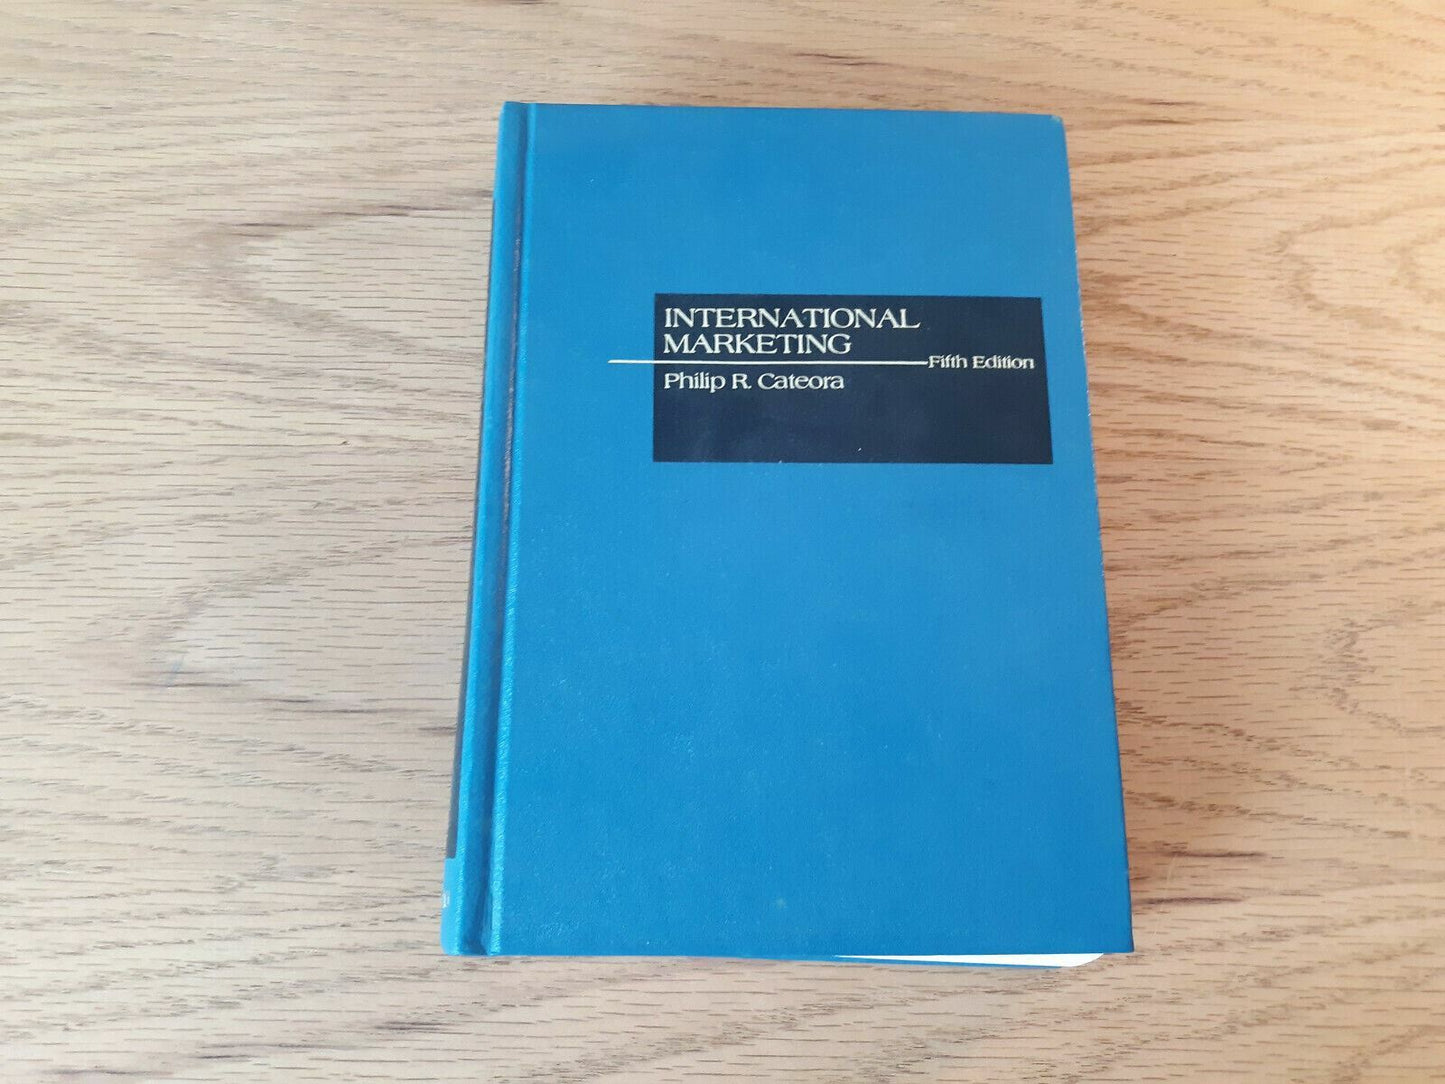 INTERNATIONAL
MARKETING
Fifth Edition
Philip R. Cateora